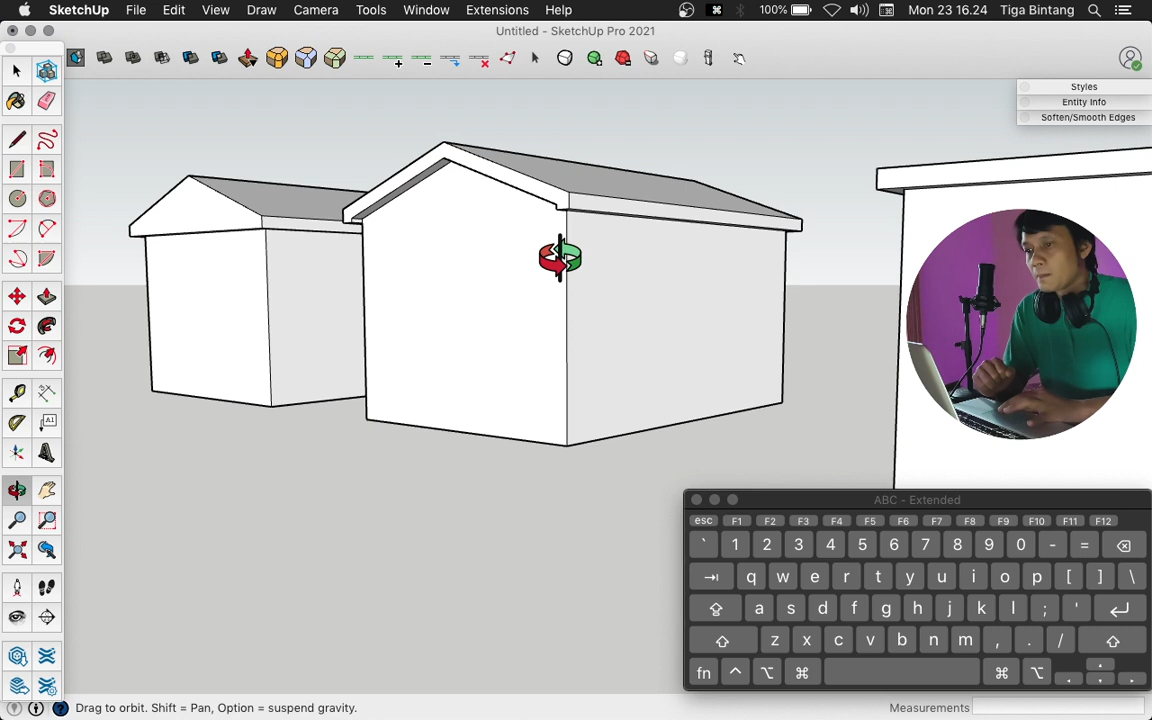 SketchUp File Edit View Draw Camera Tools Window Extensions Help 100% Mon 23 16.24 Tiga Bintang
Untitled - SketchUp Pro 2021
Styles
Entity Info
Soften/Smooth Edges
A1
ABC - Extended
esc F1 F2 F3 F4 F5 F6 F7 F8 F9 F10 F11 F12
` 1 2 3 4 5 6 7 8 9 0 - =
q w e r t y u i o p [ ] \
a s d f g h j k l ; '
z x c v b n m , . /
fn ^ ⌥ ⌘ ⌘ ⌥
Drag to orbit. Shift = Pan, Option = suspend gravity. Measurements